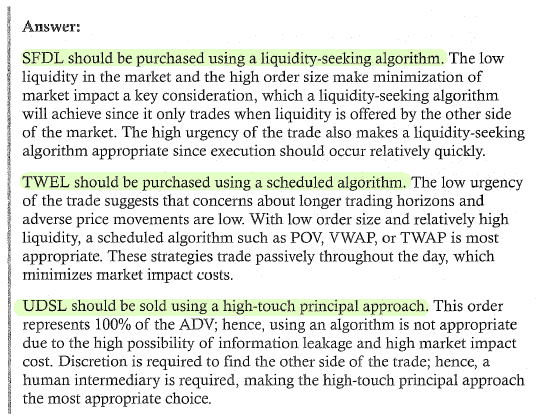 Answer:
SFDL should be purchased using a liquidity-seeking algorithm. The low
liquidity in the market and the high order size make minimization of
market impact a key consideration, which a liquidity-seeking algorithm
will achieve since it only trades when liquidity is offered by the other side
of the market. The high urgency of the trade also makes a liquidity-seeking
algorithm appropriate since execution should occur relatively quickly.
TWEL should be purchased using a scheduled algorithm. The low urgency
of the trade suggests that concerns about longer trading horizons and
adverse price movements are low. With low order size and relatively high
liquidity, a scheduled algorithm such as POV, VWAP, or TWAP is most
appropriate. These strategies trade passively throughout the day, which
minimizes market impact costs.
UDSL should be sold using a high-touch principal approach. This order
represents 100% of the ADV; hence, using an algorithm is not appropriate
due to the high possibility of information leakage and high market impact
cost. Discretion is required to find the other side of the trade; hence, a
human intermediary is required, making the high-touch principal approach
the most appropriate choice.